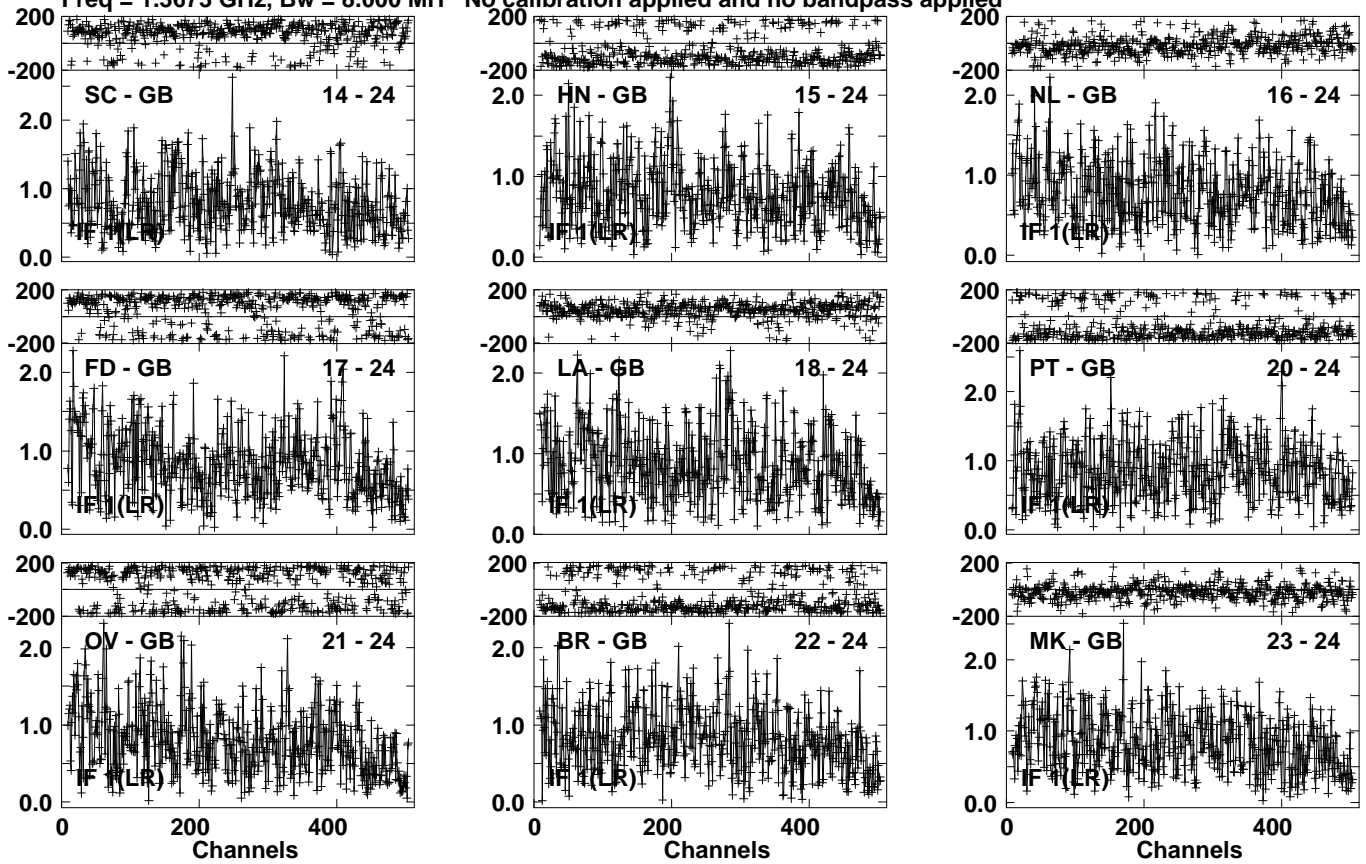 Freq = 1.5675 GHz, Bw = 8.000 MH No calibration applied and no bandpass applied
200
-200
SC - GB 14 - 24
2.0
1.0
IF 1(LR)
0.0
0 200 400
200
-200
HN - GB 15 - 24
2.0
1.0
IF 1(LR)
0.0
0 200 400
200
-200
NL - GB 16 - 24
2.0
1.0
IF 1(LR)
0.0
0 200 400
200
-200
FD - GB 17 - 24
2.0
1.0
IF 1(LR)
0.0
200
-200
LA - GB 18 - 24
2.0
1.0
IF 1(LR)
0.0
200
-200
PT - GB 20 - 24
2.0
1.0
IF 1(LR)
0.0
200
-200
OV - GB 21 - 24
2.0
1.0
IF 1(LR)
0.0
200
-200
BR - GB 22 - 24
2.0
1.0
IF 1(LR)
0.0
200
-200
MK - GB 23 - 24
2.0
1.0
IF 1(LR)
0.0
Channels
Channels
Channels